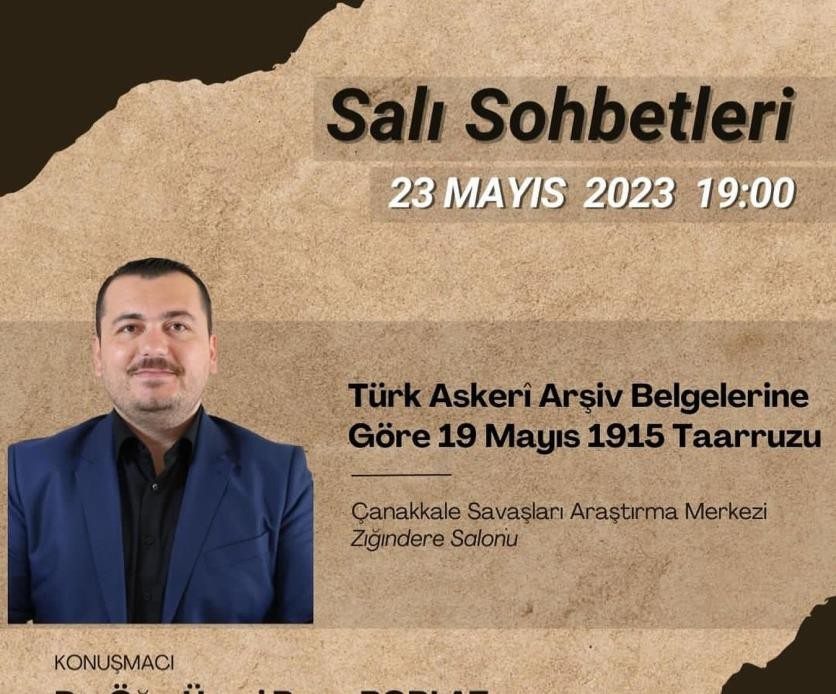 Salı Sohbetleri
23 MAYIS 2023 19:00
Türk Askerî Arşiv Belgelerine
Göre 19 Mayıs 1915 Taarruzu
Çanakkale Savaşları Araştırma Merkezi
Zığındere Salonu
KONUŞMACI